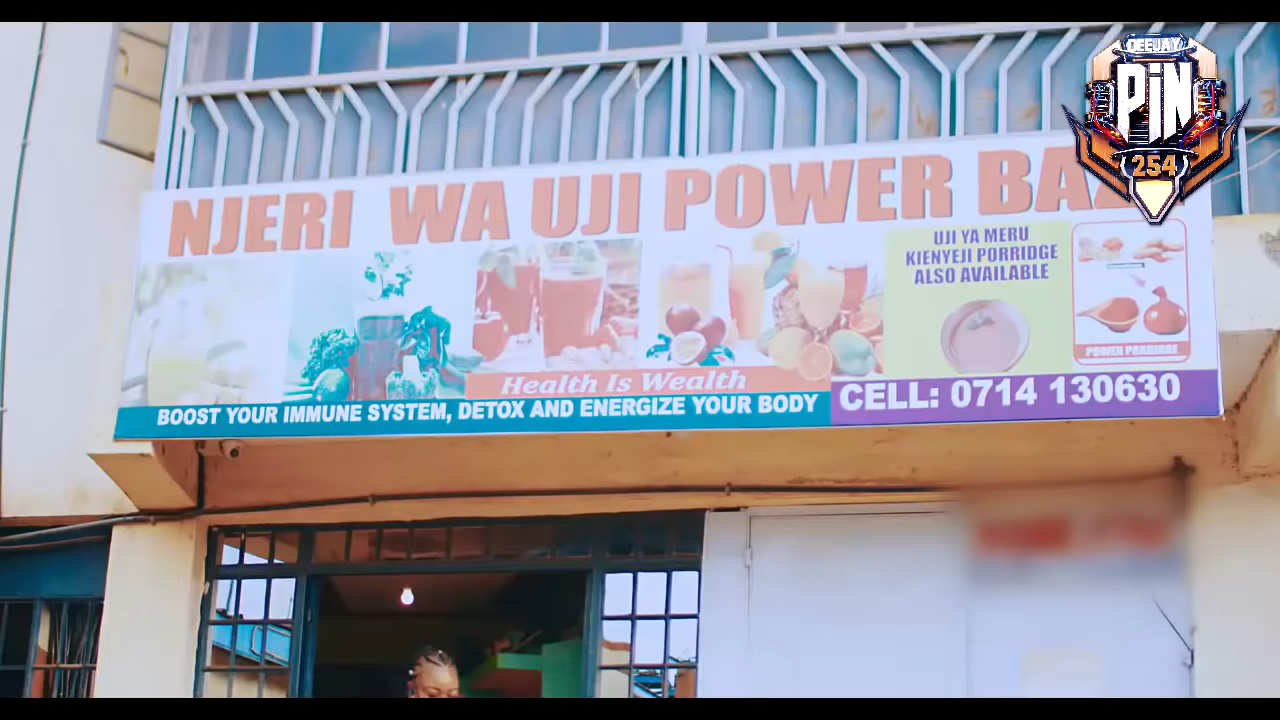 DEEJAY
PIN
254
NJERI WA UJI POWER
UJI YA MERU
KIENYEJI PORRIDGE
ALSO AVAILABLE
POWER PORRIDGE
Health Is Wealth
BOOST YOUR IMMUNE SYSTEM, DETOX AND ENERGIZE YOUR BODY
CELL: 0714 130630